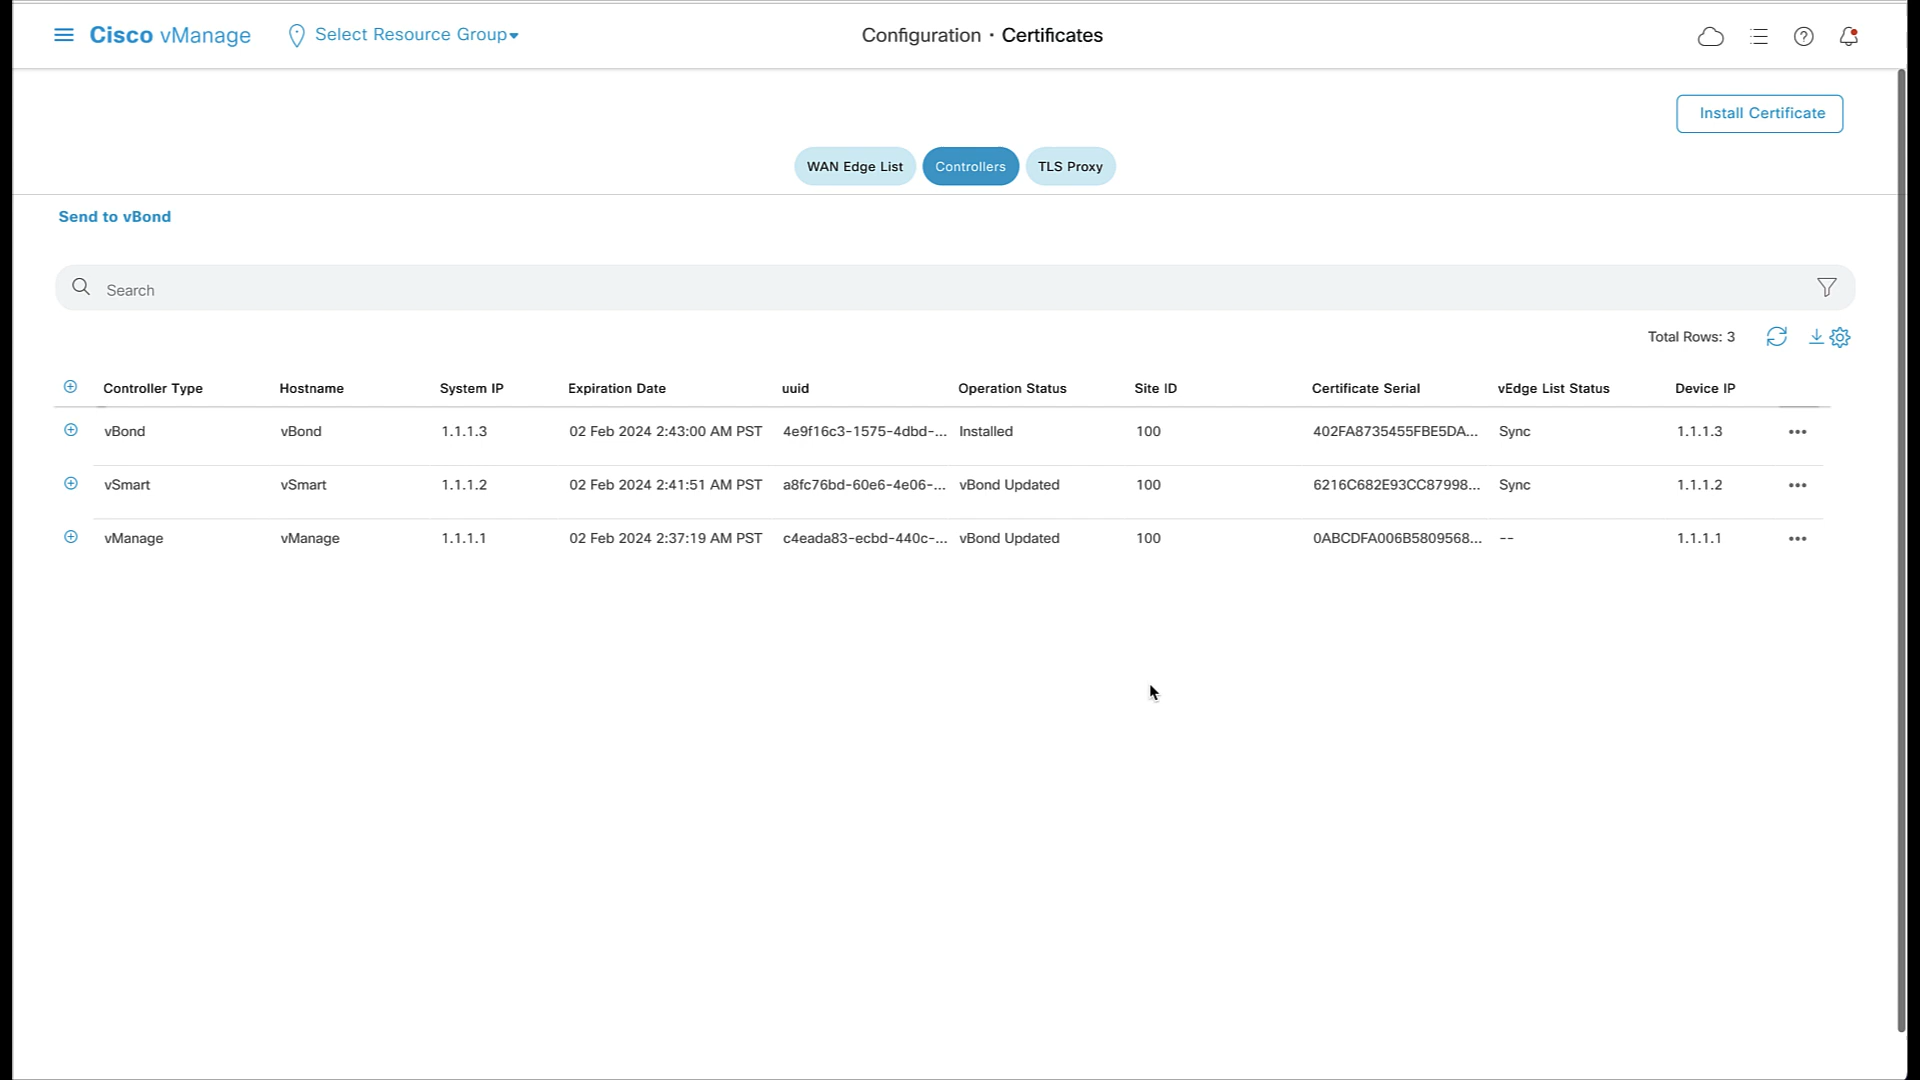 Cisco vManage Select Resource Group Configuration · Certificates
Install Certificate
WAN Edge List Controllers TLS Proxy
Send to vBond
Search
Total Rows: 3
Controller Type Hostname System IP Expiration Date uuid Operation Status Site ID Certificate Serial vEdge List Status Device IP
vBond vBond 1.1.1.3 02 Feb 2024 2:43:00 AM PST 4e9f16c3-1575-4dbd-... Installed 100 402FA8735455FBE5DA... Sync 1.1.1.3
vSmart vSmart 1.1.1.2 02 Feb 2024 2:41:51 AM PST a8fc76bd-60e6-4e06-... vBond Updated 100 6216C682E93CC87998... Sync 1.1.1.2
vManage vManage 1.1.1.1 02 Feb 2024 2:37:19 AM PST c4eada83-ecbd-440c-... vBond Updated 100 0ABCDFA006B5809568... -- 1.1.1.1